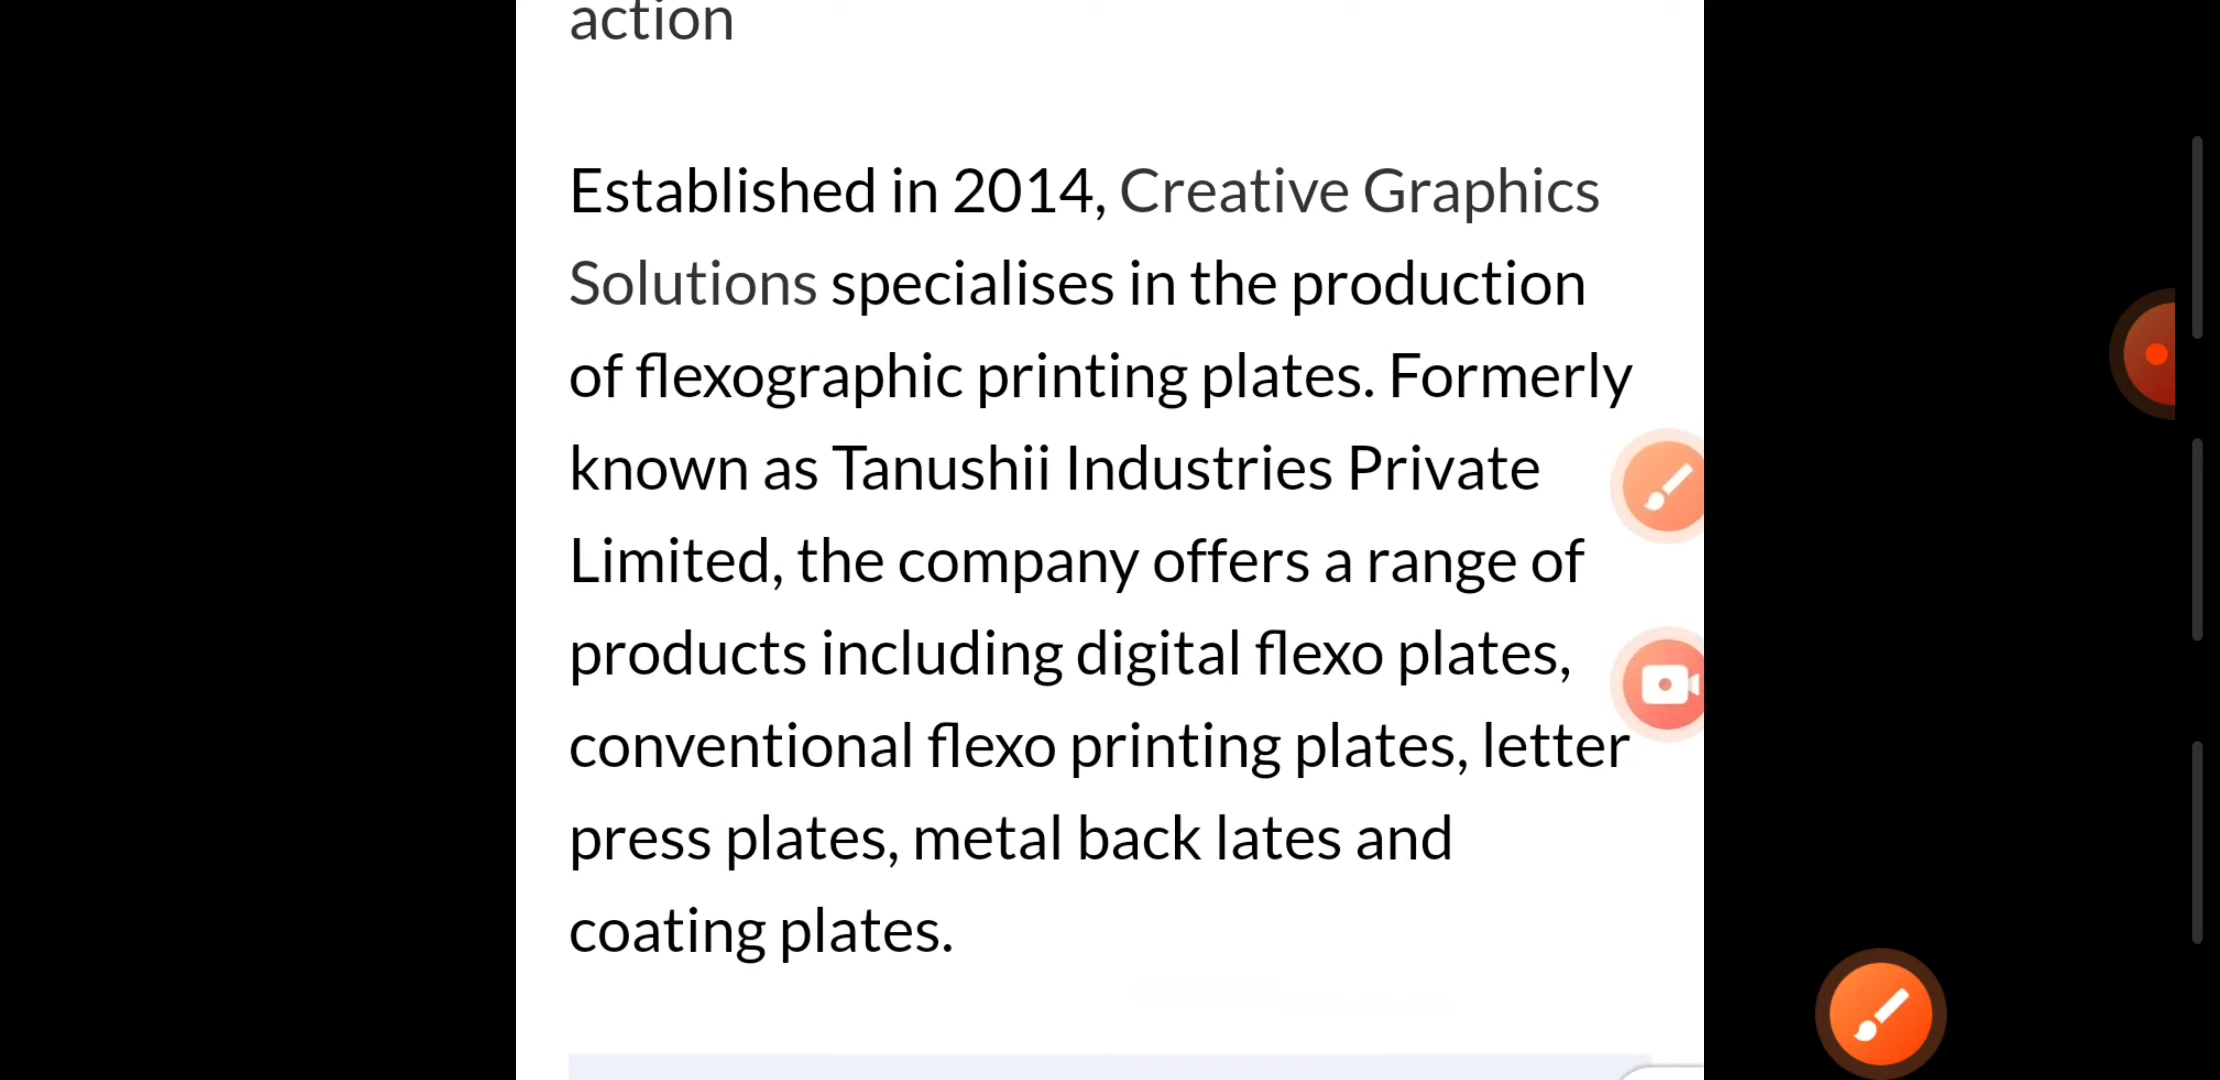 action
Established in 2014, Creative Graphics
Solutions specialises in the production
of flexographic printing plates. Formerly
known as Tanushii Industries Private
Limited, the company offers a range of
products including digital flexo plates,
conventional flexo printing plates, letter
press plates, metal back lates and
coating plates.